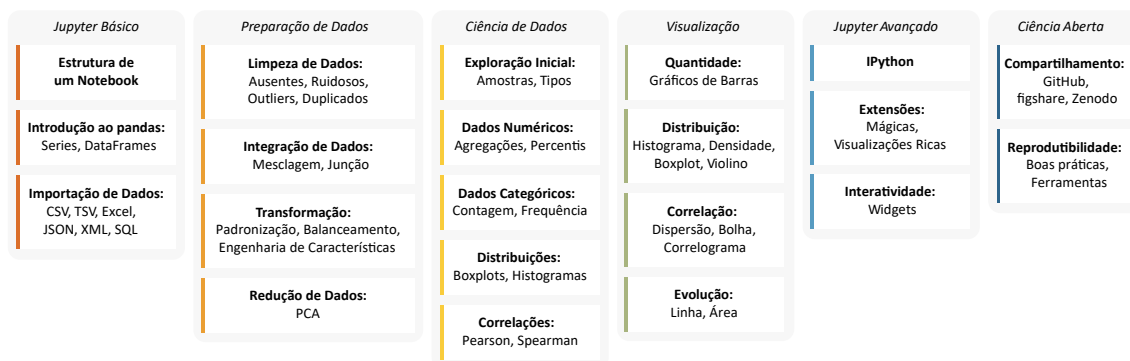 Jupyter Básico
Estrutura de
um Notebook
Introdução ao pandas:
Series, DataFrames
Importação de Dados:
CSV, TSV, Excel,
JSON, XML, SQL
Preparação de Dados
Limpeza de Dados:
Ausentes, Ruidosos,
Outliers, Duplicados
Integração de Dados:
Mesclagem, Junção
Transformação:
Padronização, Balanceamento,
Engenharia de Características
Redução de Dados:
PCA
Ciência de Dados
Exploração Inicial:
Amostras, Tipos
Dados Numéricos:
Agregações, Percentis
Dados Categóricos:
Contagem, Frequência
Distribuições:
Boxplots, Histogramas
Correlações:
Pearson, Spearman
Visualização
Quantidade:
Gráficos de Barras
Distribuição:
Histograma, Densidade,
Boxplot, Violino
Correlação:
Dispersão, Bolha,
Correlograma
Evolução:
Linha, Área
Jupyter Avançado
IPython
Extensões:
Mágicas,
Visualizações Ricas
Interatividade:
Widgets
Ciência Aberta
Compartilhamento:
GitHub,
figshare, Zenodo
Reprodutibilidade:
Boas práticas,
Ferramentas